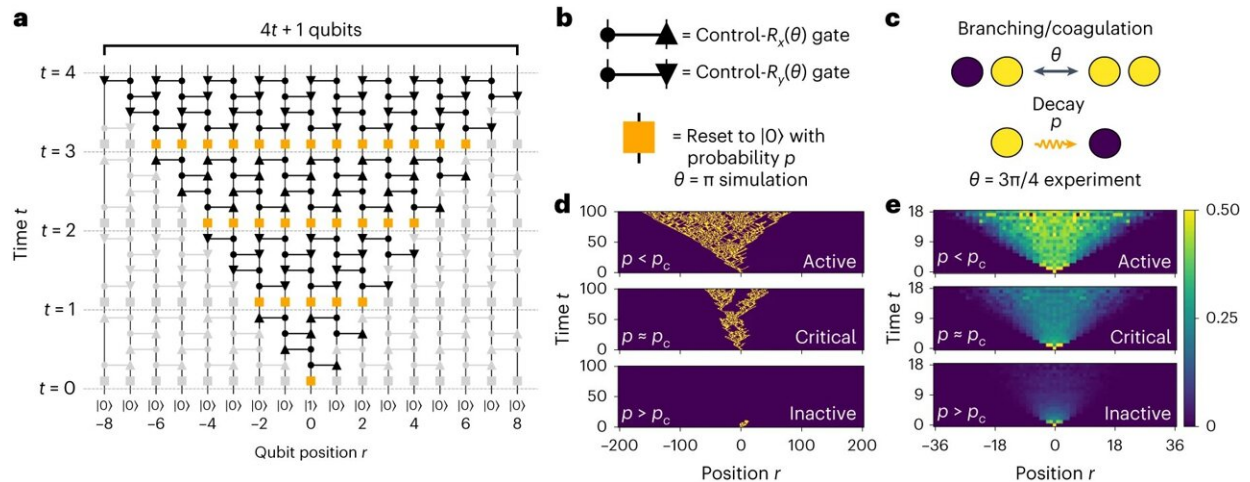 a
4t + 1 qubits
t = 4
t = 3
t = 2
t = 1
t = 0
Time t
|0⟩ |0⟩ |0⟩ |0⟩ |0⟩ |0⟩ |0⟩ |0⟩ |1⟩ |0⟩ |0⟩ |0⟩ |0⟩ |0⟩ |0⟩ |0⟩ |0⟩
−8 −6 −4 −2 0 2 4 6 8
Qubit position r
b
= Control-Rx(θ) gate
= Control-Ry(θ) gate
= Reset to |0⟩ with
probability p
c
Branching/coagulation
θ
Decay
p
d
θ = π simulation
100
50
0
p < pc
Active
100
50
0
p ≈ pc
Critical
100
50
0
p > pc
Inactive
Time t
−200 −100 0 100 200
Position r
e
θ = 3π/4 experiment
18
9
0
p < pc
Active
18
9
0
p ≈ pc
Critical
18
9
0
p > pc
Inactive
Time t
−36 −18 0 18 36
Position r
0.50
0.25
0